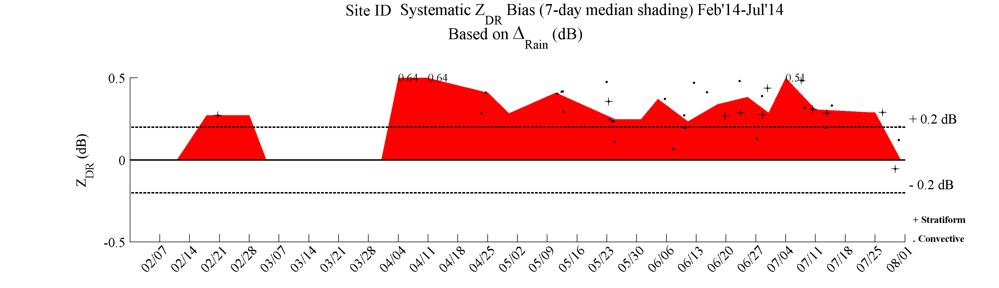 Site ID Systematic Z_DR Bias (7-day median shading) Feb'14-Jul'14
Based on Δ_Rain (dB)
0.5
0.64 0.64 0.51
+ 0.2 dB
Z_DR (dB)
0
- 0.2 dB
+ Stratiform
. Convective
-0.5
02/07 02/14 02/21 02/28 03/07 03/14 03/21 03/28 04/04 04/11 04/18 04/25 05/02 05/09 05/16 05/23 05/30 06/06 06/13 06/20 06/27 07/04 07/11 07/18 07/25 08/01